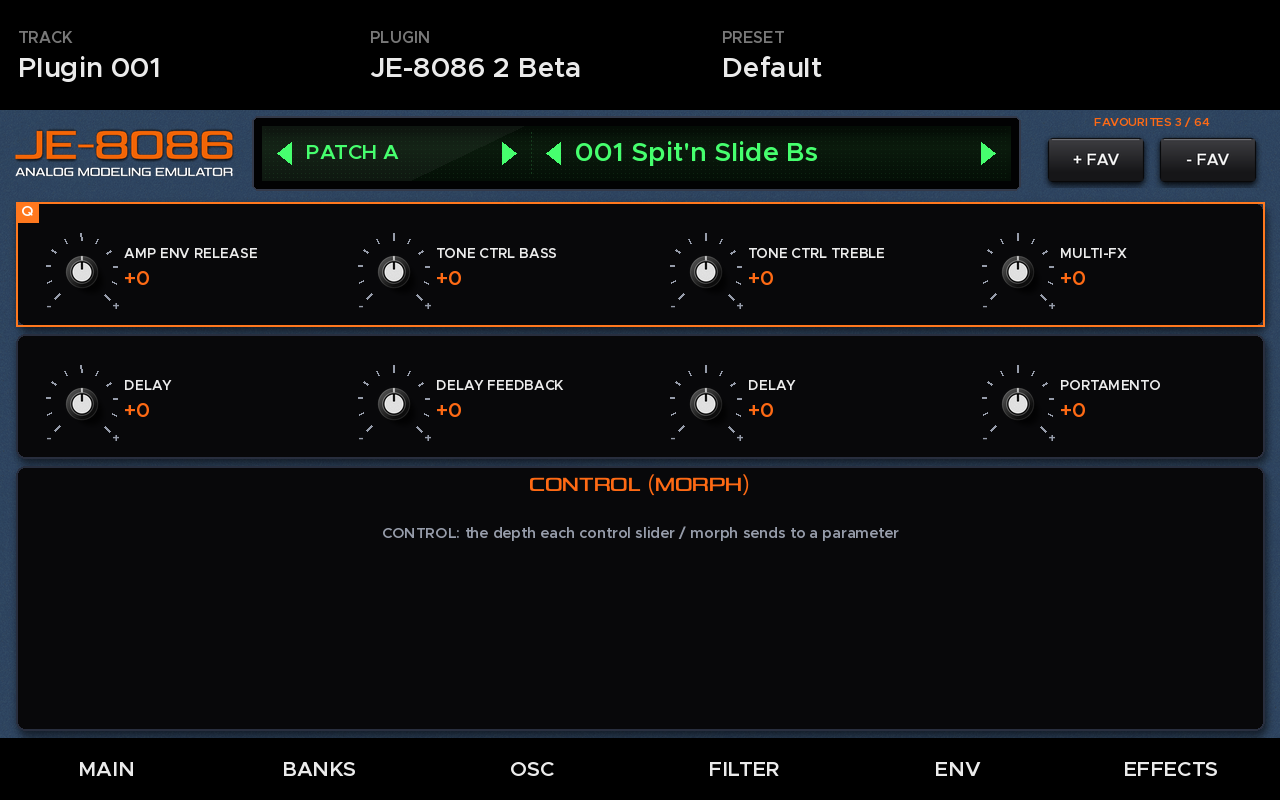 TRACK
Plugin 001
PLUGIN
JE-8086 2 Beta
PRESET
Default
JE-8086
ANALOG MODELING EMULATOR
PATCH A
001 Spit'n Slide Bs
FAVOURITES 3 / 64
+ FAV
- FAV
Q
AMP ENV RELEASE
+0
TONE CTRL BASS
+0
TONE CTRL TREBLE
+0
MULTI-FX
+0
DELAY
+0
DELAY FEEDBACK
+0
DELAY
+0
PORTAMENTO
+0
CONTROL (MORPH)
CONTROL: the depth each control slider / morph sends to a parameter
MAIN
BANKS
OSC
FILTER
ENV
EFFECTS